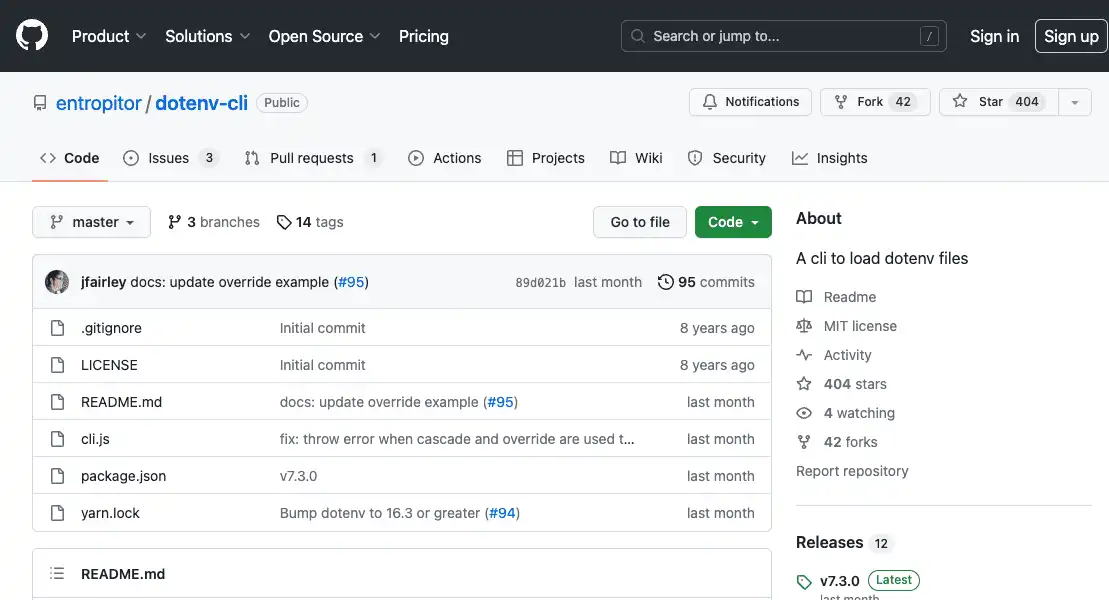 Product Solutions Open Source Pricing Search or jump to... / Sign in Sign up
entropitor / dotenv-cli Public Notifications Fork 42 Star 404
Code Issues 3 Pull requests 1 Actions Projects Wiki Security Insights
master 3 branches 14 tags Go to file Code
jfairley docs: update override example (#95) 89d021b last month 95 commits
.gitignore Initial commit 8 years ago
LICENSE Initial commit 8 years ago
README.md docs: update override example (#95) last month
cli.js fix: throw error when cascade and override are used t... last month
package.json v7.3.0 last month
yarn.lock Bump dotenv to 16.3 or greater (#94) last month
README.md
About
A cli to load dotenv files
Readme
MIT license
Activity
404 stars
4 watching
42 forks
Report repository
Releases 12
v7.3.0 Latest
last month